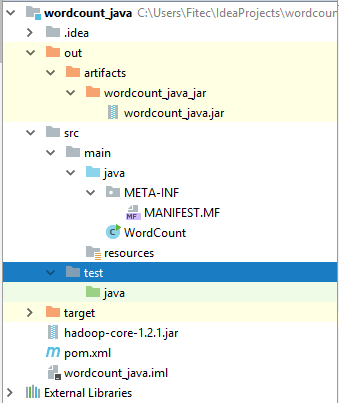 wordcount_java C:\Users\Fitec\IdeaProjects\wordcoun
.idea
out
artifacts
wordcount_java_jar
wordcount_java.jar
src
main
java
META-INF
MF MANIFEST.MF
C WordCount
resources
test
java
target
hadoop-core-1.2.1.jar
m pom.xml
wordcount_java.iml
External Libraries